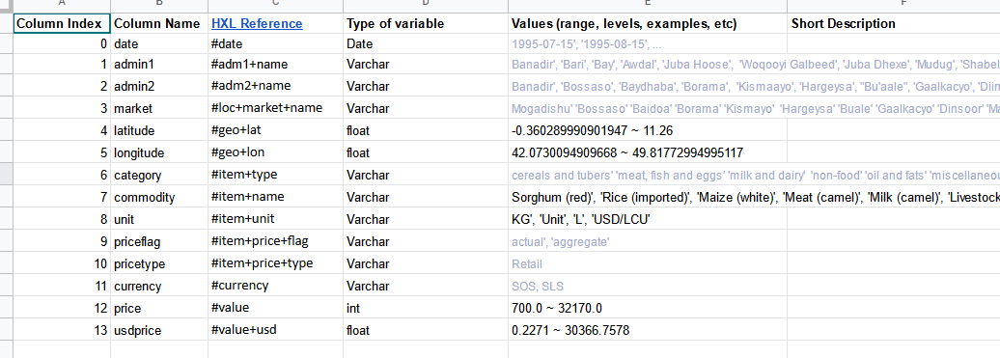 A B C D E F
Column Index Column Name HXL Reference Type of variable Values (range, levels, examples, etc) Short Description
0 date #date Date 1995-07-15', '1995-08-15', ...
1 admin1 #adm1+name Varchar Banadir', 'Bari', 'Bay', 'Awdal', 'Juba Hoose', 'Woqooyi Galbeed', 'Juba Dhexe', 'Mudug', 'Shabel
2 admin2 #adm2+name Varchar Banadir', 'Bossaso', 'Baydhaba', 'Borama', 'Kismaayo', 'Hargeysa', "Bu'aale", 'Gaalkacyo', 'Diin
3 market #loc+market+name Varchar Mogadishu' 'Bossaso' 'Baidoa' 'Borama' 'Kismayo' 'Hargeysa' 'Buale' 'Gaalkacyo' 'Dinsoor' 'Ma
4 latitude #geo+lat float -0.360289990901947 ~ 11.26
5 longitude #geo+lon float 42.0730094909668 ~ 49.81772994995117
6 category #item+type Varchar cereals and tubers' 'meat, fish and eggs' 'milk and dairy' 'non-food' 'oil and fats' 'miscellaneou
7 commodity #item+name Varchar Sorghum (red)', 'Rice (imported)', 'Maize (white)', 'Meat (camel)', 'Milk (camel)', 'Livestock
8 unit #item+unit Varchar KG', 'Unit', 'L', 'USD/LCU'
9 priceflag #item+price+flag Varchar actual', 'aggregate'
10 pricetype #item+price+type Varchar Retail
11 currency #currency Varchar SOS, SLS
12 price #value int 700.0 ~ 32170.0
13 usdprice #value+usd float 0.2271 ~ 30366.7578